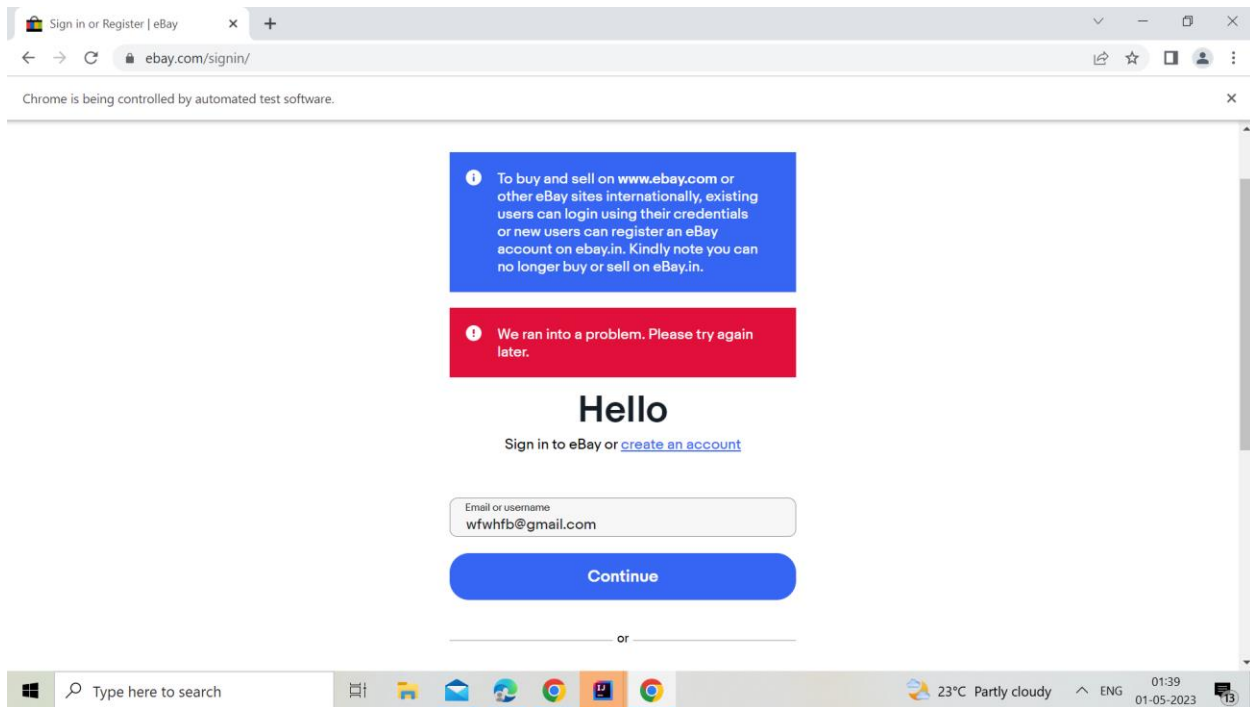 Sign in or Register | eBay
ebay.com/signin/
Chrome is being controlled by automated test software.
To buy and sell on www.ebay.com or
other eBay sites internationally, existing
users can login using their credentials
or new users can register an eBay
account on ebay.in. Kindly note you can
no longer buy or sell on eBay.in.
We ran into a problem. Please try again
later.
Hello
Sign in to eBay or create an account
Email or username
wfwhfb@gmail.com
Continue
or
Type here to search
23°C Partly cloudy
ENG
01:39
01-05-2023
13